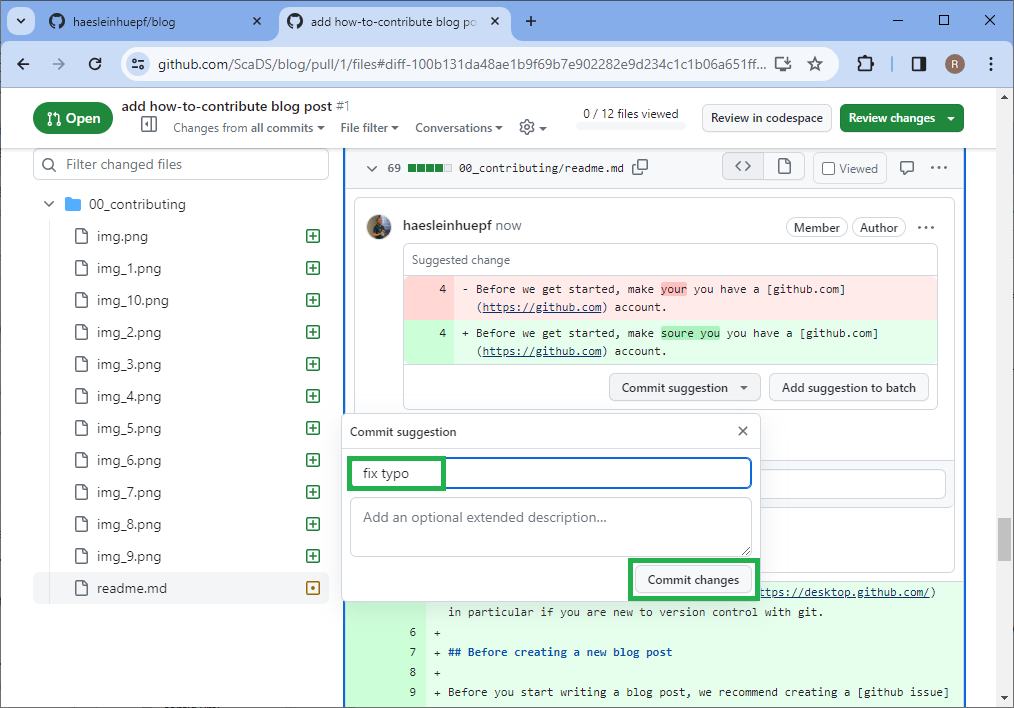 haesleinhuepf/blog
add how-to-contribute blog po
github.com/ScaDS/blog/pull/1/files#diff-100b131da48ae1b9f69b7e902282e9d234c1c1b06a651ff...
R
Open
add how-to-contribute blog post #1
Changes from all commits
File filter
Conversations
0 / 12 files viewed
Review in codespace
Review changes
Filter changed files
00_contributing
img.png
img_1.png
img_10.png
img_2.png
img_3.png
img_4.png
img_5.png
img_6.png
img_7.png
img_8.png
img_9.png
readme.md
69 00_contributing/readme.md
Viewed
haesleinhuepf now
Member
Author
Suggested change
4 - Before we get started, make your you have a [github.com]
(https://github.com) account.
4 + Before we get started, make soure you you have a [github.com]
(https://github.com) account.
Commit suggestion
Add suggestion to batch
Commit suggestion
fix typo
Add an optional extended description...
Commit changes
ttps://desktop.github.com/)
in particular if you are new to version control with git.
6 +
7 + ## Before creating a new blog post
8 +
9 + Before you start writing a blog post, we recommend creating a [github issue]